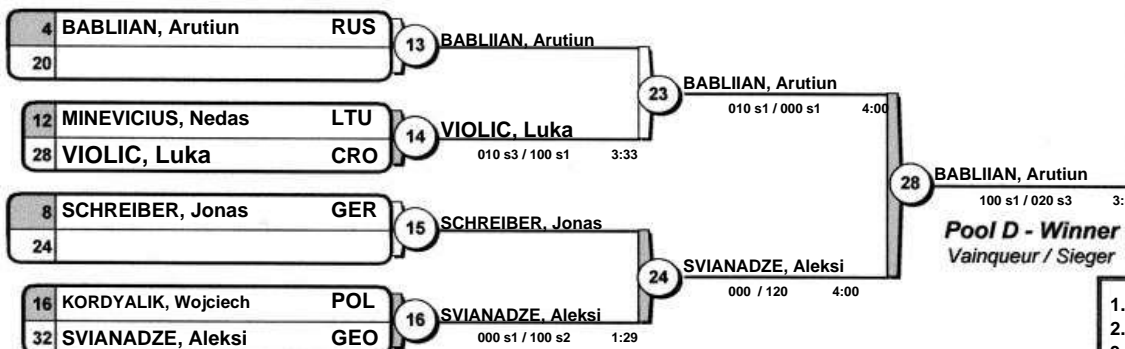 4 BABLIIAN, Arutiun RUS
20
12 MINEVICIUS, Nedas LTU
28 VIOLIC, Luka CRO
8 SCHREIBER, Jonas GER
24
16 KORDYALIK, Wojciech POL
32 SVIANADZE, Aleksi GEO
13 BABLIIAN, Arutiun
14 VIOLIC, Luka
010 s3 / 100 s1 3:33
15 SCHREIBER, Jonas
16 SVIANADZE, Aleksi
000 s1 / 100 s2 1:29
23 BABLIIAN, Arutiun
010 s1 / 000 s1 4:00
24 SVIANADZE, Aleksi
000 / 120 4:00
28 BABLIIAN, Arutiun
100 s1 / 020 s3 3:
Pool D - Winner
Vainqueur / Sieger
1.
2.